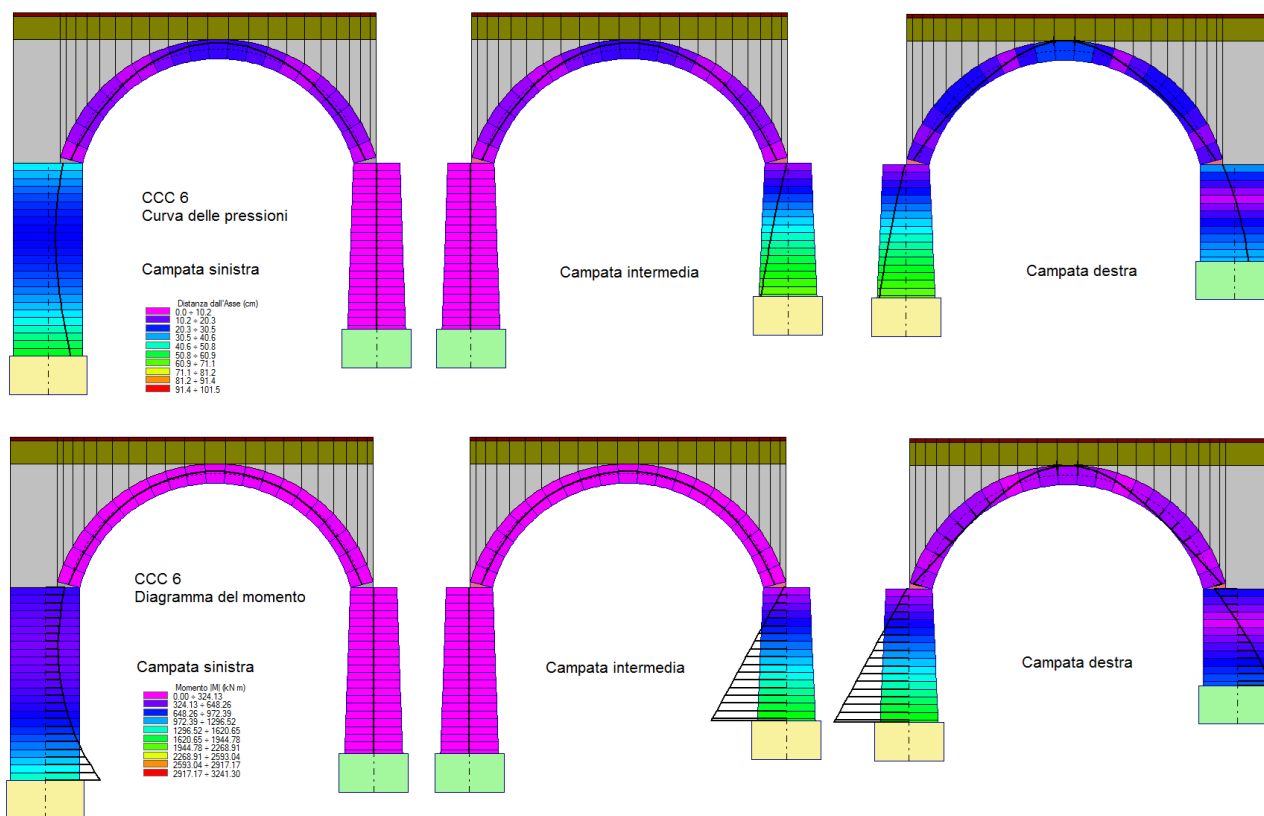 CCC 6
Curva delle pressioni
Campata sinistra
Campata intermedia
Campata destra
Distanza dall'Asse (cm)
0.0 ÷ 10.2
10.2 ÷ 20.3
20.3 ÷ 30.5
30.5 ÷ 40.6
40.6 ÷ 50.8
50.8 ÷ 60.9
60.9 ÷ 71.1
71.1 ÷ 81.2
81.2 ÷ 91.4
91.4 ÷ 101.5
CCC 6
Diagramma del momento
Campata sinistra
Campata intermedia
Campata destra
Momento |M| (kN m)
0.00 ÷ 324.13
324.13 ÷ 648.26
648.26 ÷ 972.39
972.39 ÷ 1296.52
1296.52 ÷ 1620.65
1620.65 ÷ 1944.78
1944.78 ÷ 2268.91
2268.91 ÷ 2593.04
2593.04 ÷ 2917.17
2917.17 ÷ 3241.30